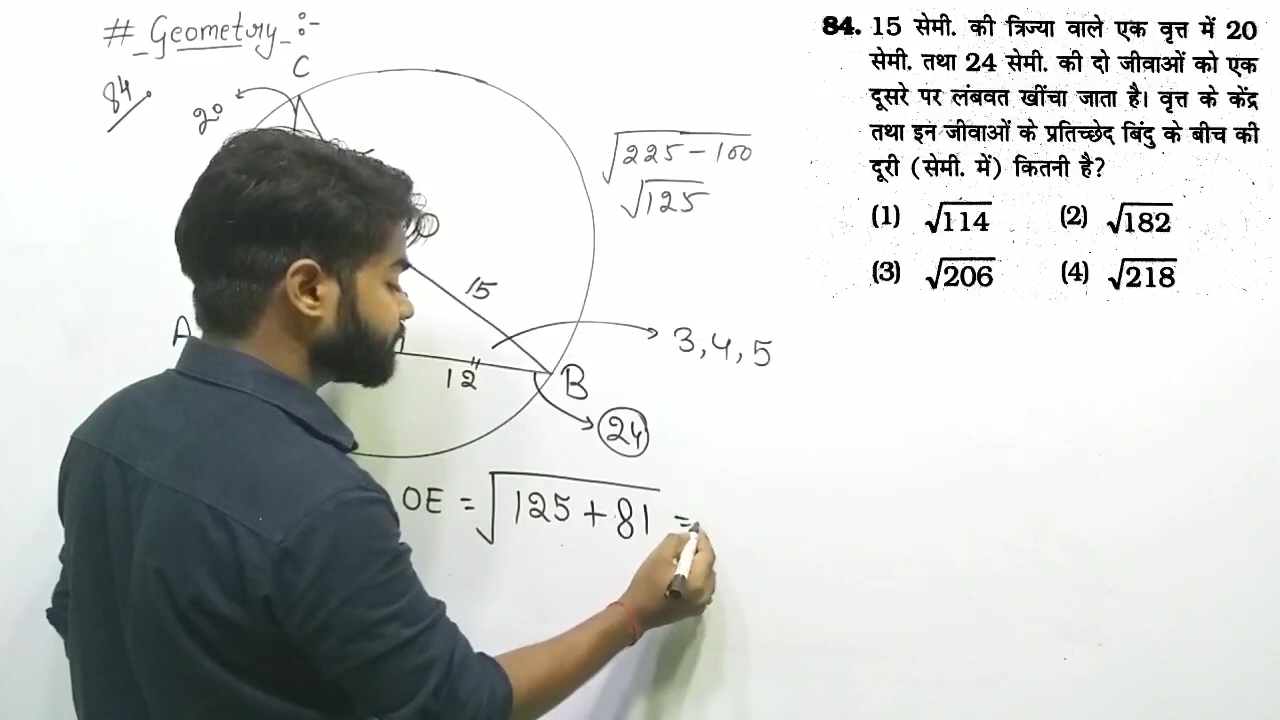 # Geometry :-
84
C
20
O
15
A
12
B
24
3, 4, 5
√225 - 100
√125
OE = √125 + 81 =
84. 15 सेमी. की त्रिज्या वाले एक वृत्त में 20
सेमी. तथा 24 सेमी. की दो जीवाओं को एक
दूसरे पर लंबवत खींचा जाता है। वृत्त के केंद्र
तथा इन जीवाओं के प्रतिच्छेद बिंदु के बीच की
दूरी (सेमी. में) कितनी है?
(1) √114 (2) √182
(3) √206 (4) √218